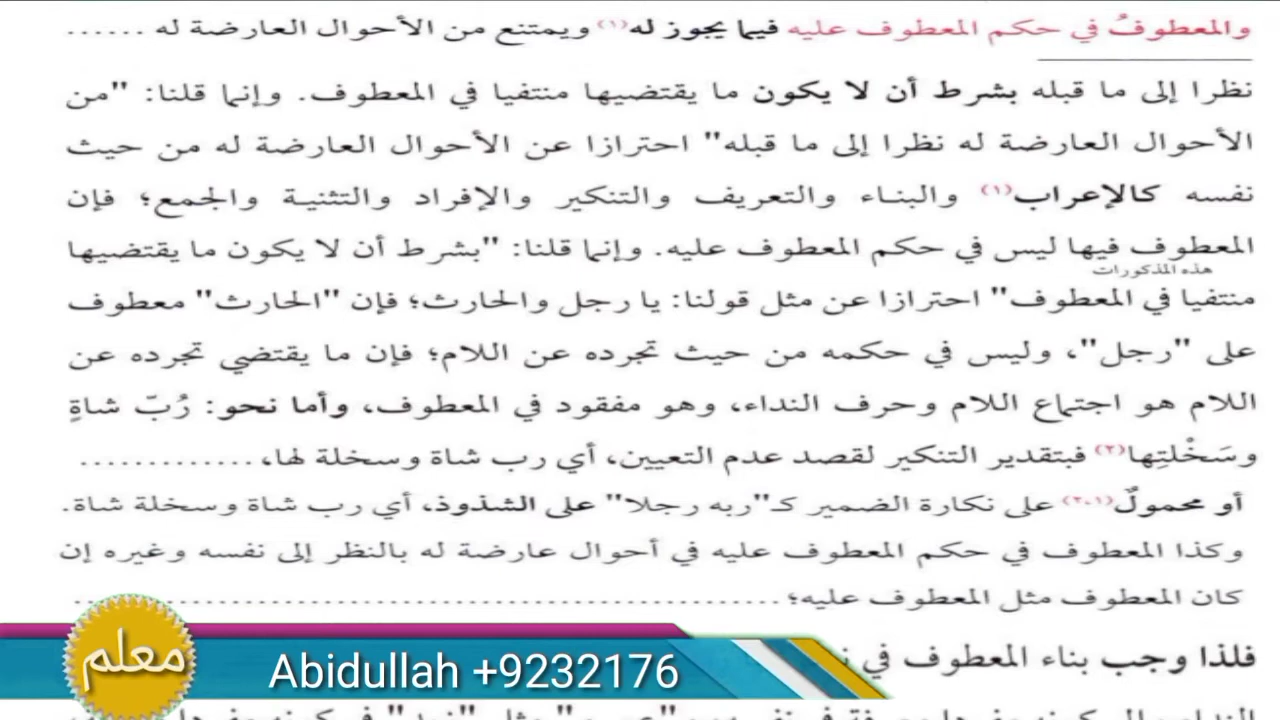 والمعطوفُ في حكم المعطوف عليه فيما يجوز له(١) ويمتنع من الأحوال العارضة له ......
نظرا إلى ما قبله بشرط أن لا يكون ما يقتضيها منتفيا في المعطوف. وإنما قلنا: "من
الأحوال العارضة له نظرا إلى ما قبله" احترازا عن الأحوال العارضة له من حيث
نفسه كالإعراب(١) والبناء والتعريف والتنكير والإفراد والتثنية والجمع؛ فإن
المعطوف فيها ليس في حكم المعطوف عليه. وإنما قلنا: "بشرط أن لا يكون ما يقتضيها
هذه المذكورات
منتفيا في المعطوف" احترازا عن مثل قولنا: يا رجل والحارث؛ فإن "الحارث" معطوف
على "رجل"، وليس في حكمه من حيث تجرده عن اللام؛ فإن ما يقتضي تجرده عن
اللام هو اجتماع اللام وحرف النداء، وهو مفقود في المعطوف، وأما نحو: رُبّ شاةٍ
وسَخْلتِها(٢) فبتقدير التنكير لقصد عدم التعيين، أي رب شاة وسخلة لها، .............
أو محمولٌ(٢،١) على نكارة الضمير كـ"ربه رجلا" على الشذوذ، أي رب شاة وسخلة شاة.
وكذا المعطوف في حكم المعطوف عليه في أحوال عارضة له بالنظر إلى نفسه وغيره إن
كان المعطوف مثل المعطوف عليه؛ ......................................................
فلذا وجب بناء المعطوف في
معلم
Abidullah +9232176